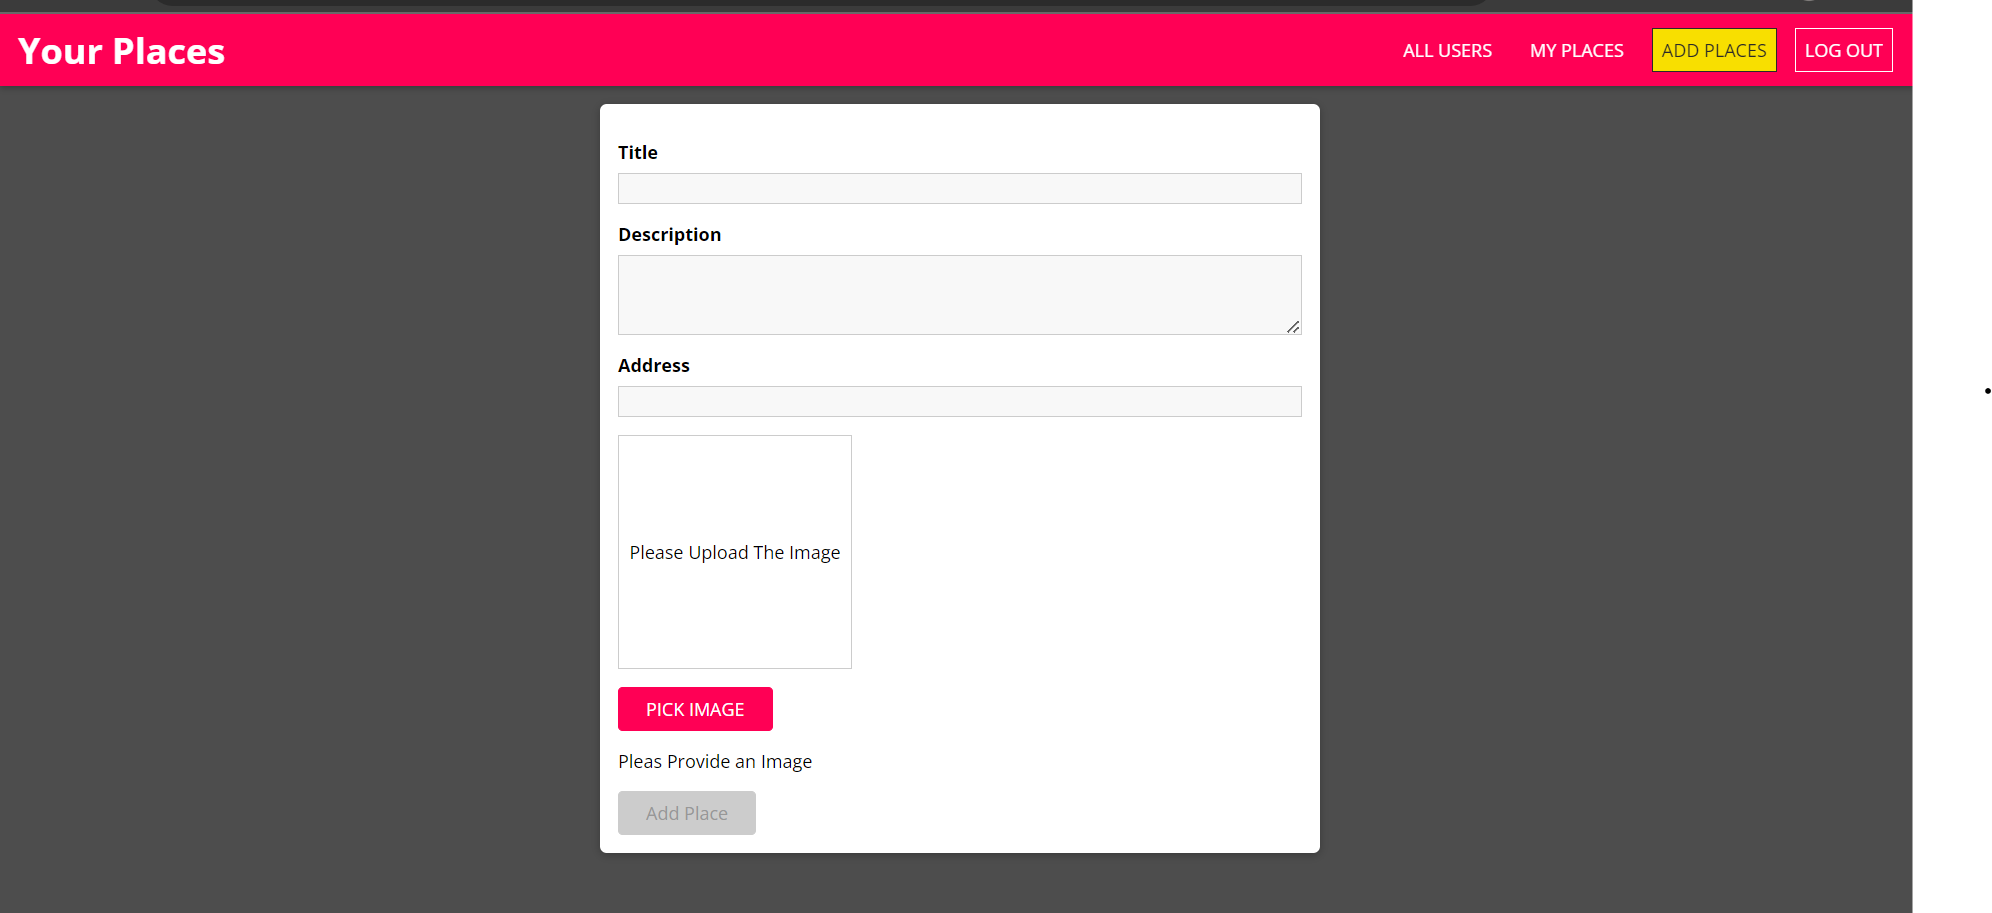 Your Places
ALL USERS
MY PLACES
ADD PLACES
LOG OUT
Title
Description
Address
Please Upload The Image
PICK IMAGE
Pleas Provide an Image
Add Place